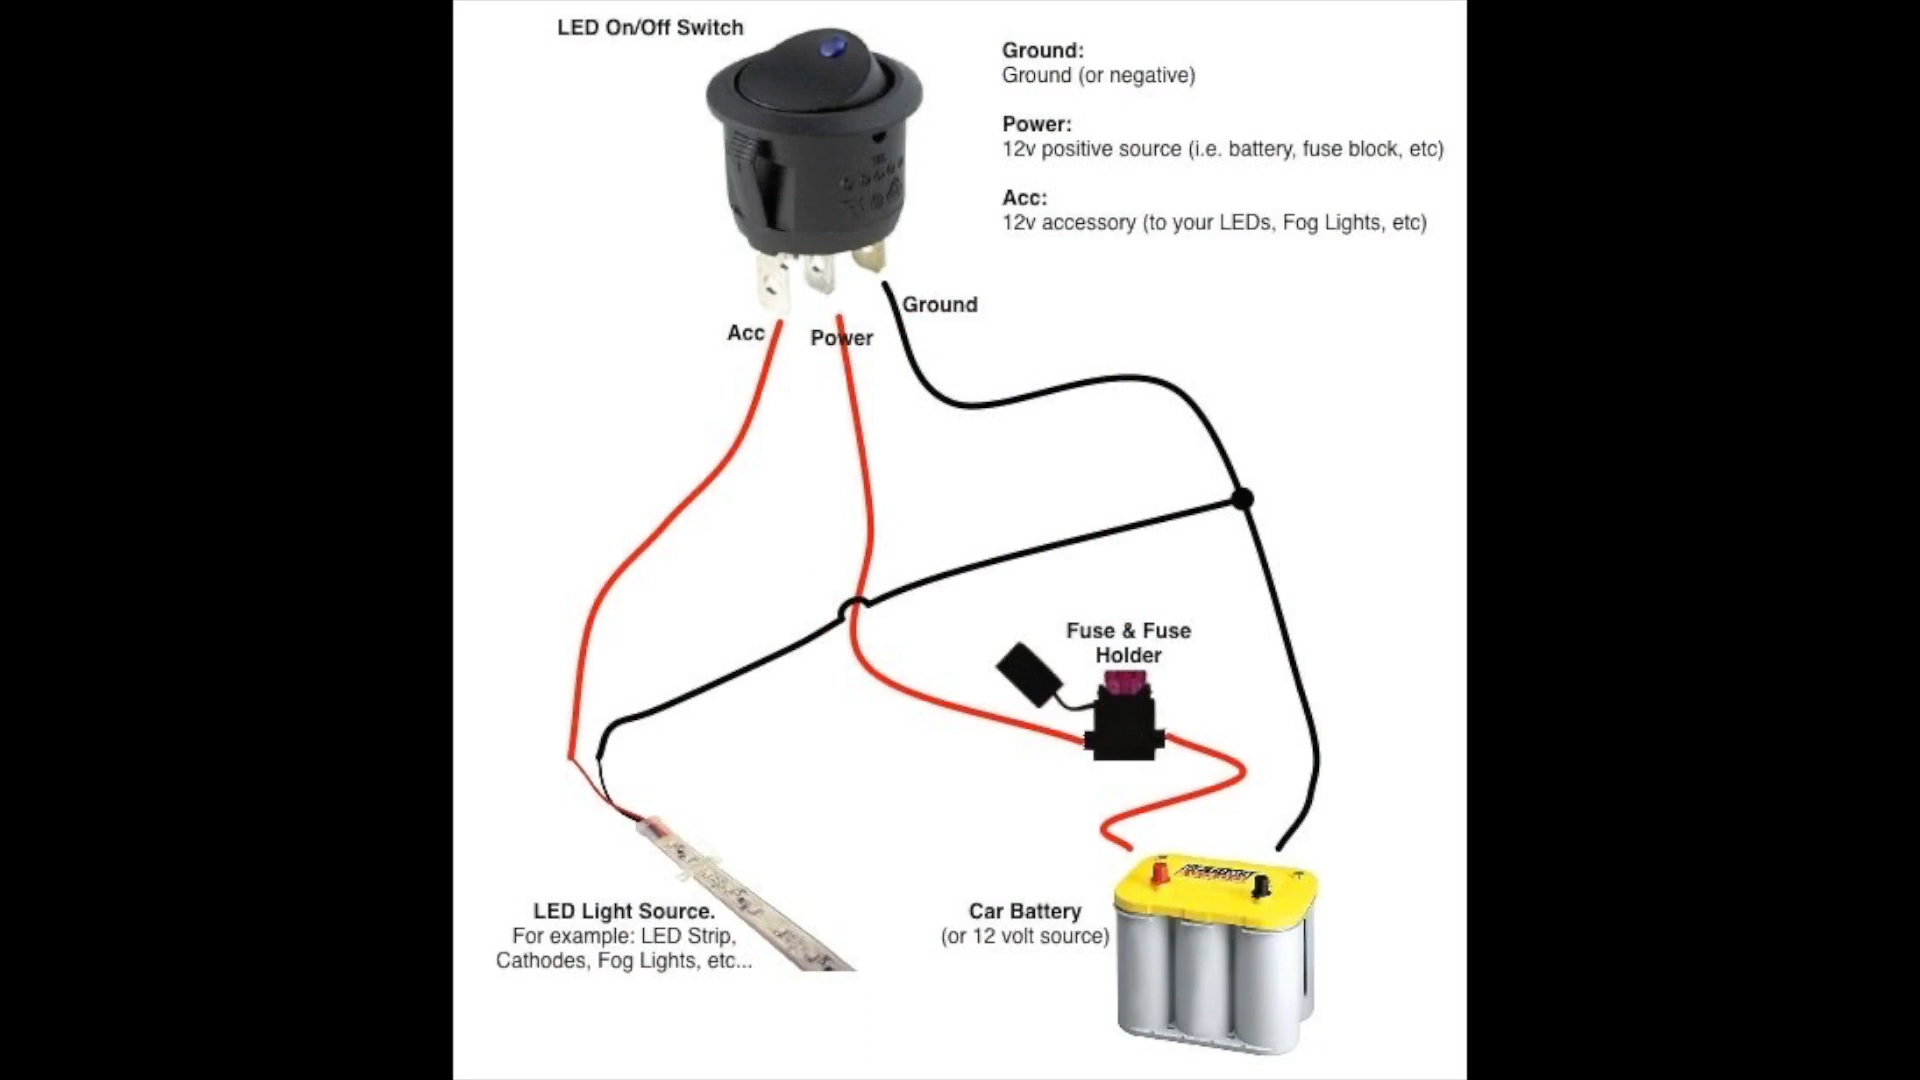 LED On/Off Switch
Ground:
Ground (or negative)
Power:
12v positive source (i.e. battery, fuse block, etc)
Acc:
12v accessory (to your LEDs, Fog Lights, etc)
Ground
Acc
Power
Fuse & Fuse
Holder
LED Light Source.
For example: LED Strip,
Cathodes, Fog Lights, etc...
Car Battery
(or 12 volt source)